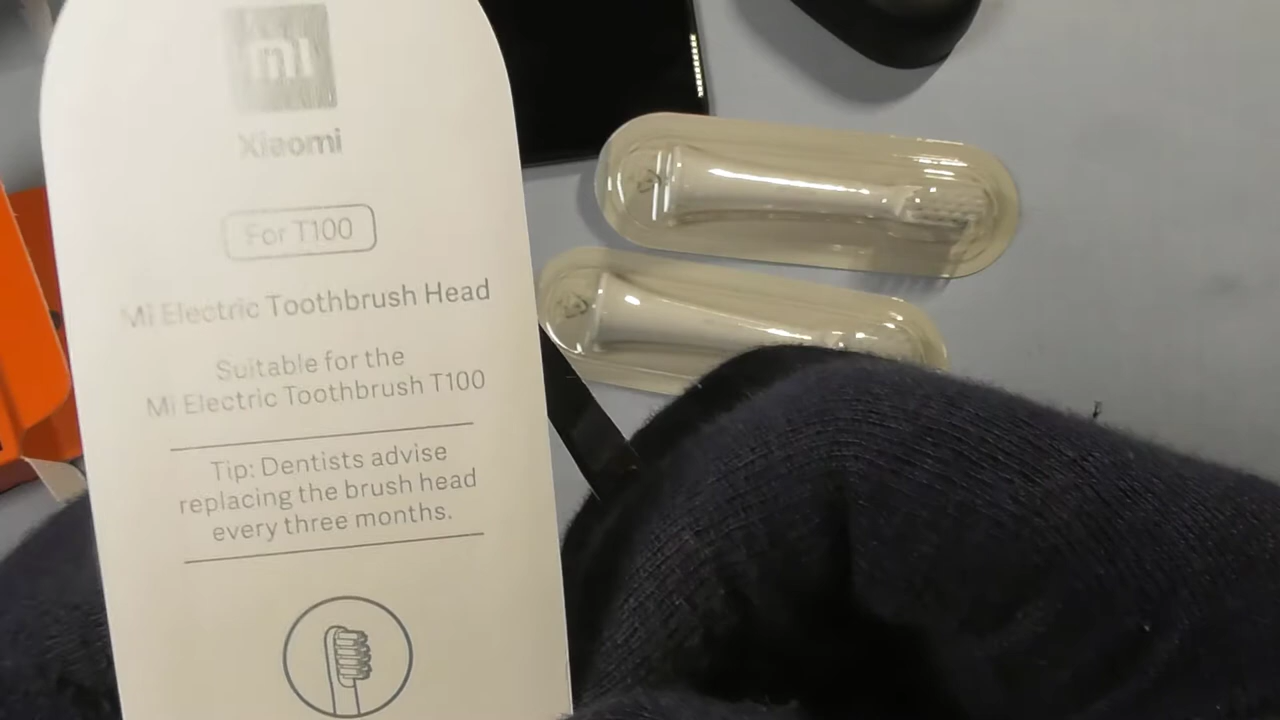 mi
Xiaomi
For T100
Mi Electric Toothbrush Head
Suitable for the
Mi Electric Toothbrush T100
Tip: Dentists advise
replacing the brush head
every three months.